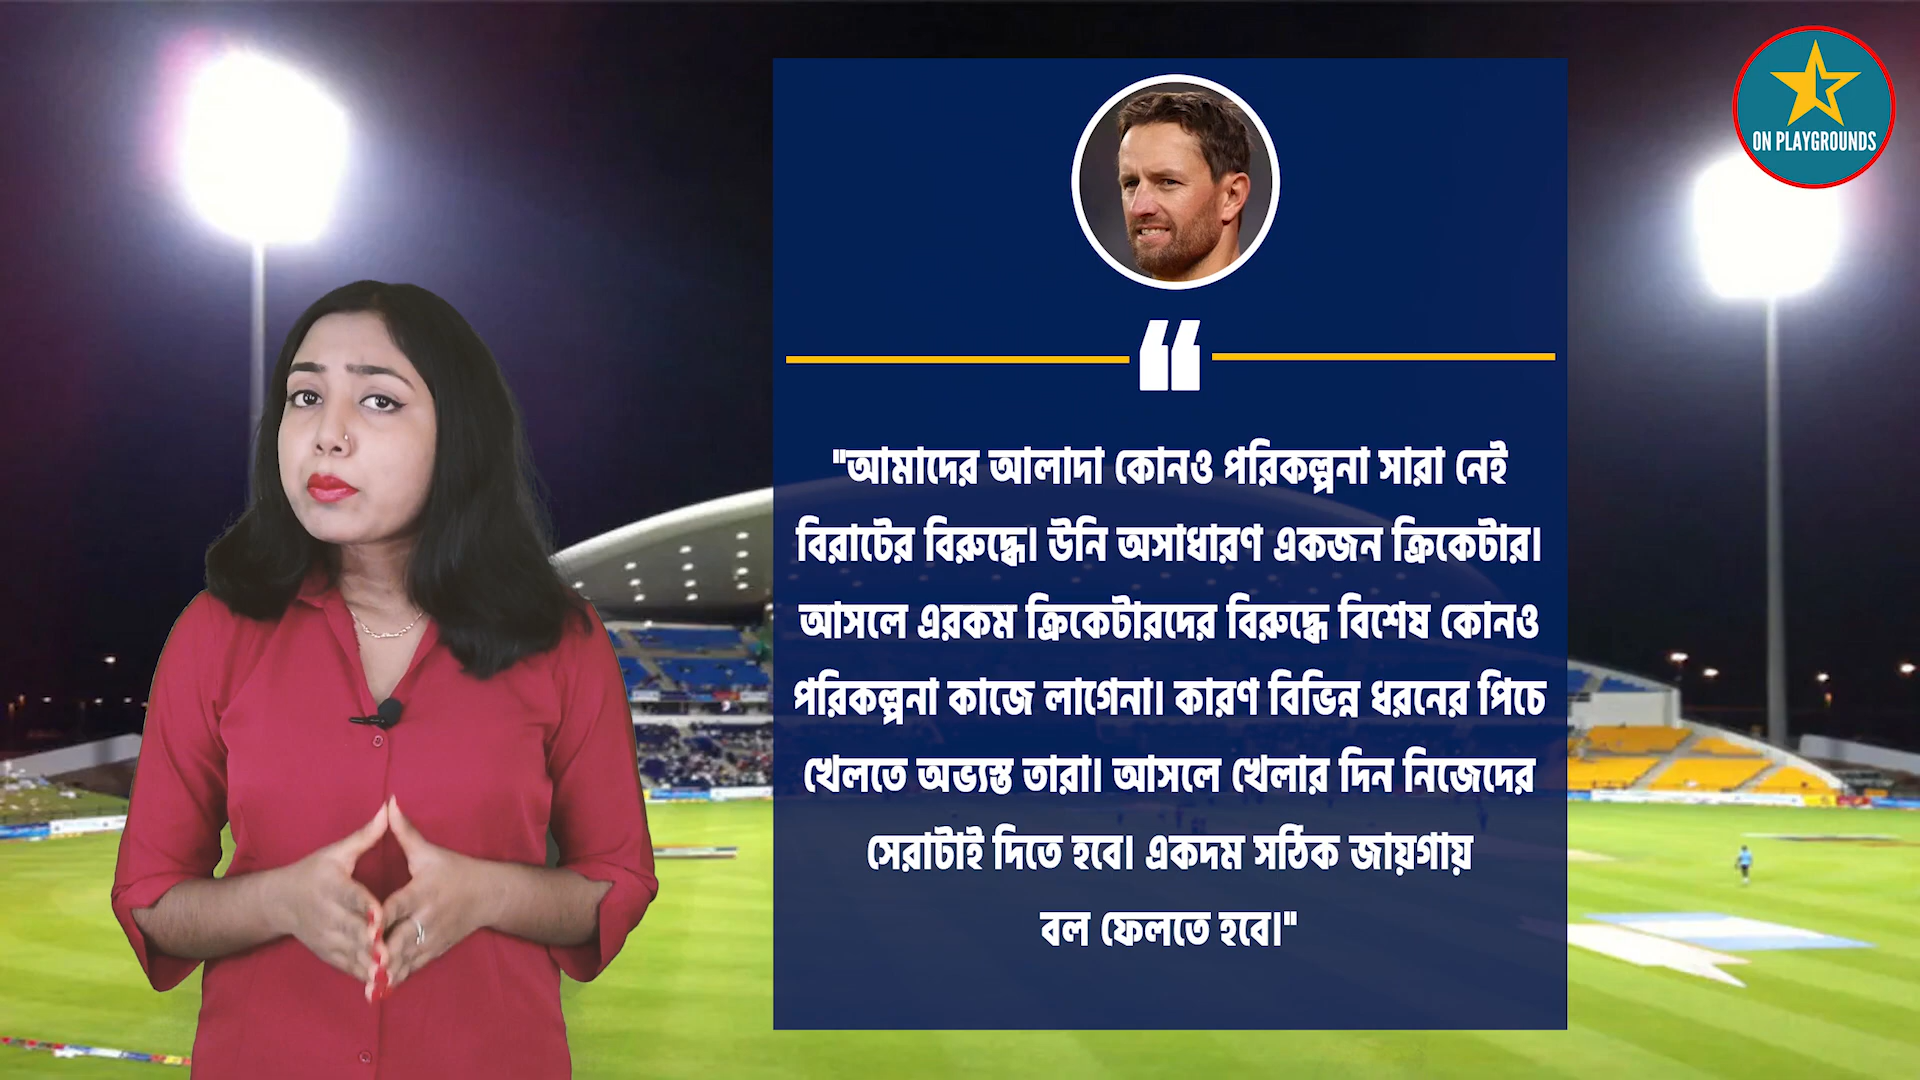 ON PLAYGROUNDS
"আমাদের আলাদা কোনও পরিকল্পনা সারা নেই
বিরাটের বিরুদ্ধে। উনি অসাধারণ একজন ক্রিকেটার।
আসলে এরকম ক্রিকেটারদের বিরুদ্ধে বিশেষ কোনও
পরিকল্পনা কাজে লাগেনা। কারণ বিভিন্ন ধরনের পিচে
খেলতে অভ্যস্ত তারা। আসলে খেলার দিন নিজেদের
সেরাটাই দিতে হবে। একদম সঠিক জায়গায়
বল ফেলতে হবে।"